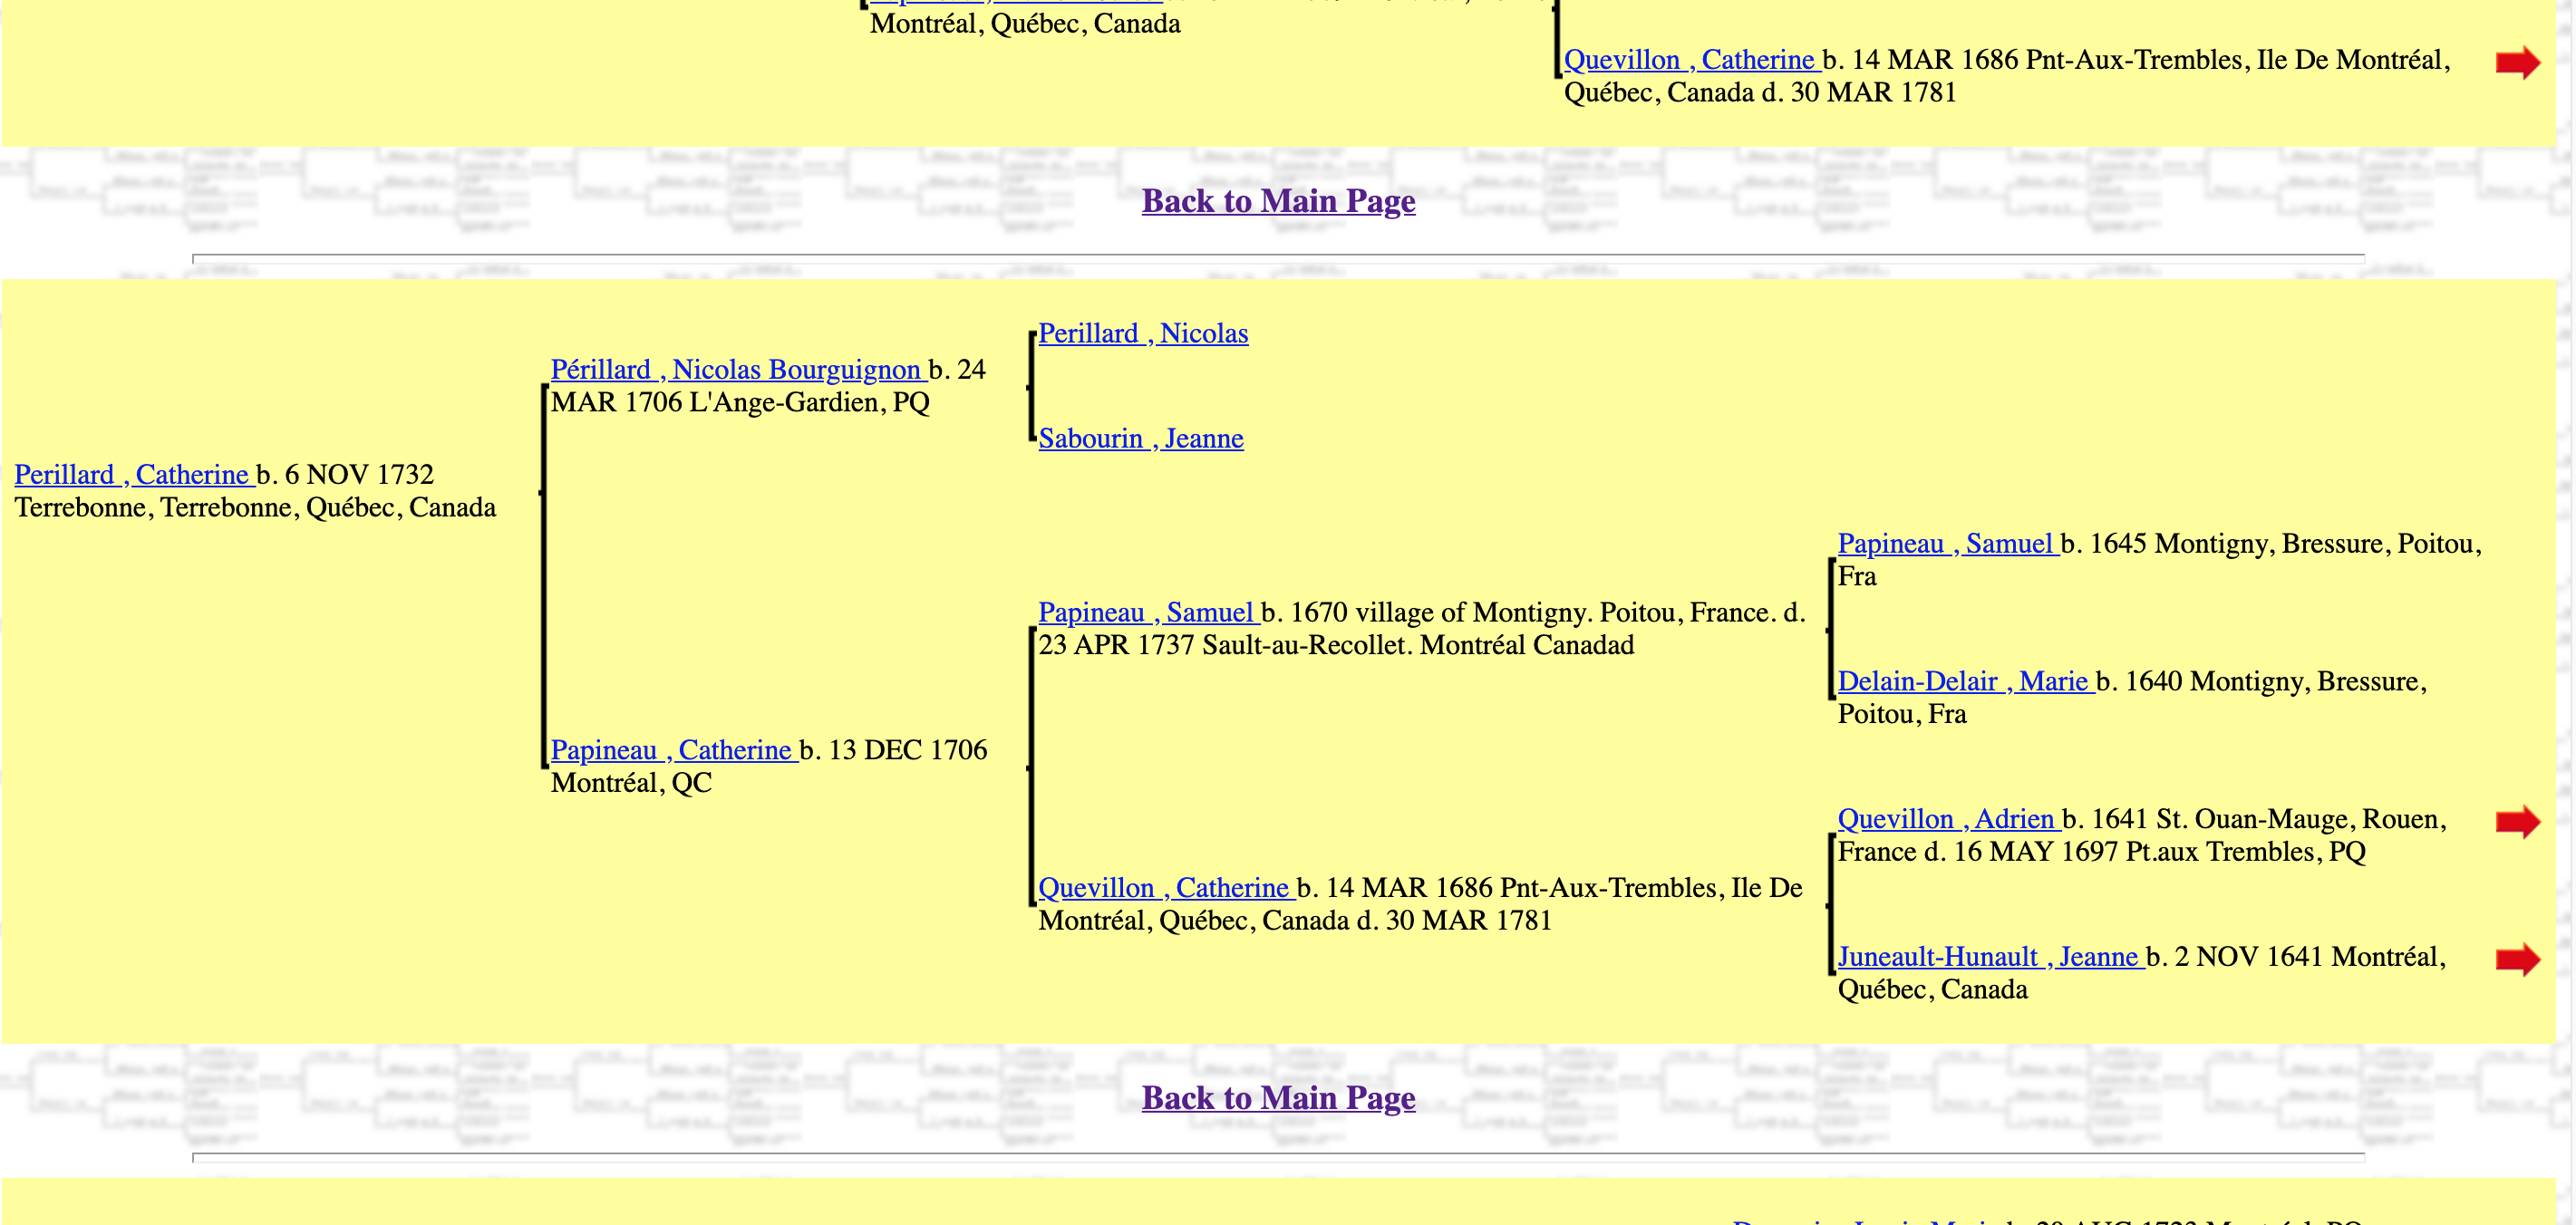 Montréal, Québec, Canada
Quevillon , Catherine b. 14 MAR 1686 Pnt-Aux-Trembles, Ile De Montréal,
Québec, Canada d. 30 MAR 1781
Back to Main Page
Perillard , Nicolas
Périllard , Nicolas Bourguignon b. 24
MAR 1706 L'Ange-Gardien, PQ
Sabourin , Jeanne
Perillard , Catherine b. 6 NOV 1732
Terrebonne, Terrebonne, Québec, Canada
Papineau , Samuel b. 1645 Montigny, Bressure, Poitou,
Fra
Papineau , Samuel b. 1670 village of Montigny. Poitou, France. d.
23 APR 1737 Sault-au-Recollet. Montréal Canadad
Delain-Delair , Marie b. 1640 Montigny, Bressure,
Poitou, Fra
Papineau , Catherine b. 13 DEC 1706
Montréal, QC
Quevillon , Adrien b. 1641 St. Ouan-Mauge, Rouen,
France d. 16 MAY 1697 Pt.aux Trembles, PQ
Quevillon , Catherine b. 14 MAR 1686 Pnt-Aux-Trembles, Ile De
Montréal, Québec, Canada d. 30 MAR 1781
Juneault-Hunault , Jeanne b. 2 NOV 1641 Montréal,
Québec, Canada
Back to Main Page